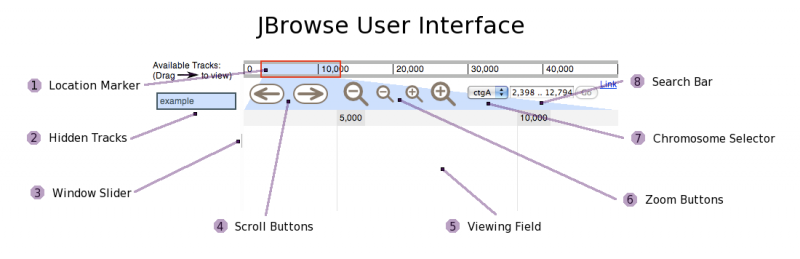 JBrowse User Interface
Available Tracks:
(Drag → to view)
0 10,000 20,000 30,000 40,000
1 Location Marker
8 Search Bar
Link
example
ctgA 2,398 .. 12,794 Go
5,000 10,000
2 Hidden Tracks
7 Chromosome Selector
3 Window Slider
6 Zoom Buttons
4 Scroll Buttons
5 Viewing Field